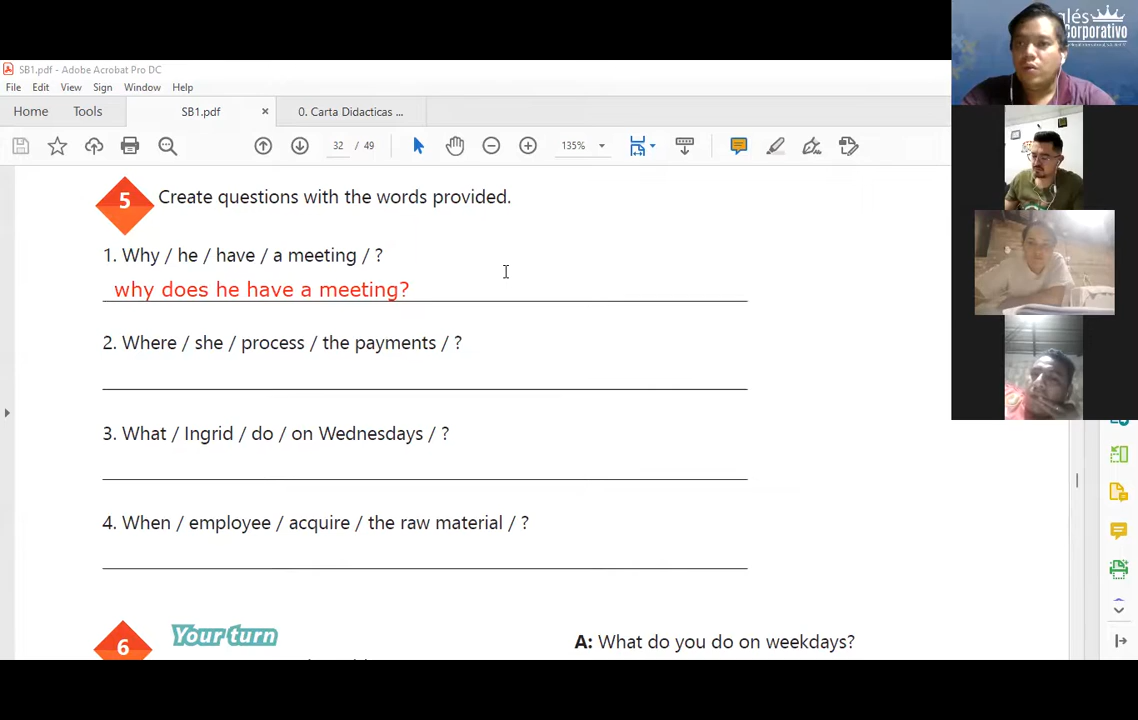 glés
Corporativo
SB1.pdf - Adobe Acrobat Pro DC
File Edit View Sign Window Help
Home Tools SB1.pdf × 0. Carta Didacticas ...
32 / 49 135%
5 Create questions with the words provided.
1. Why / he / have / a meeting / ?
why does he have a meeting?
2. Where / she / process / the payments / ?
3. What / Ingrid / do / on Wednesdays / ?
4. When / employee / acquire / the raw material / ?
6 Your turn
A: What do you do on weekdays?